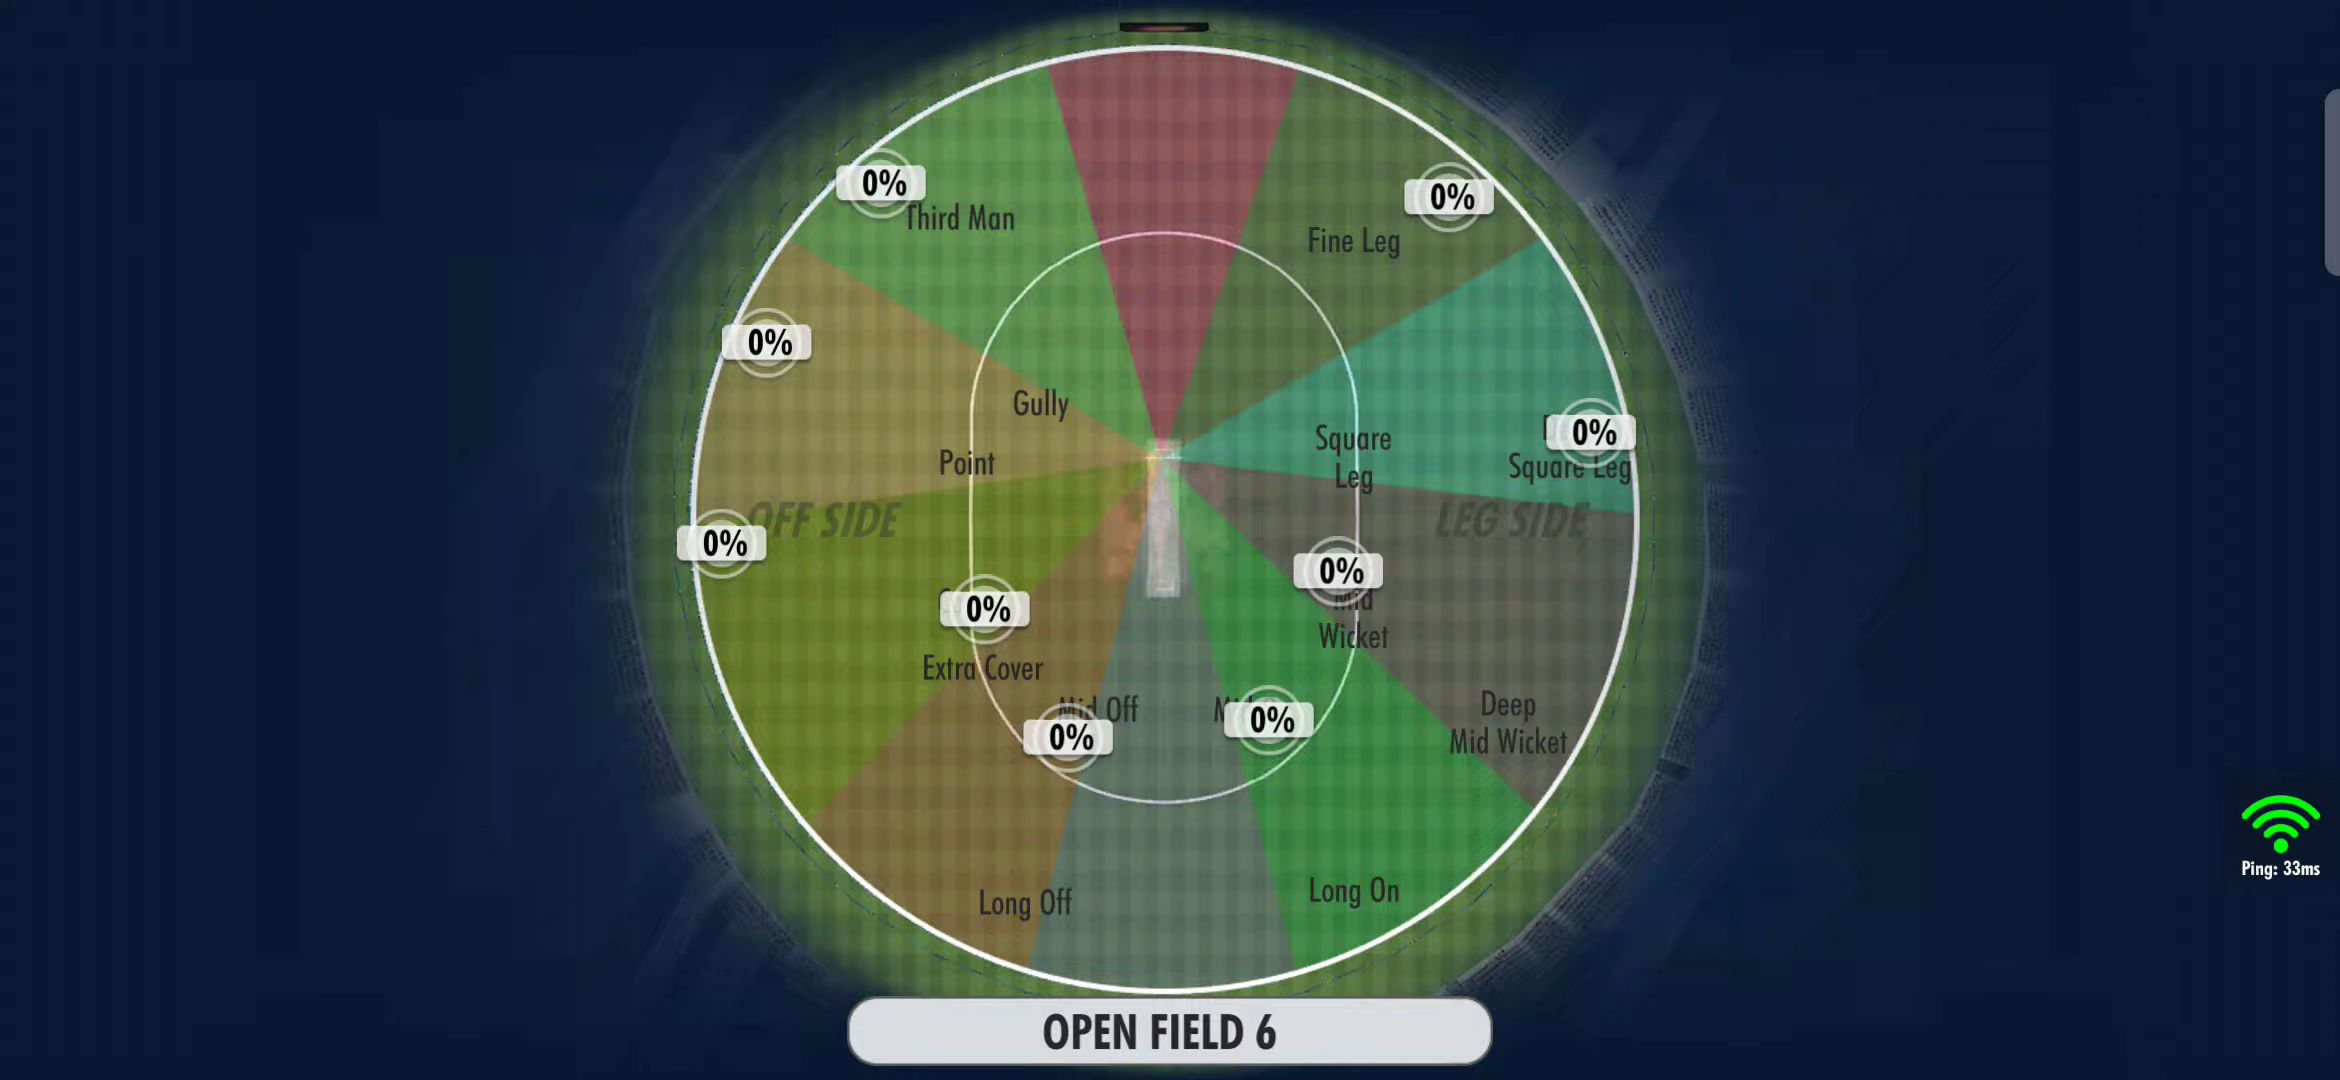 0%
0%
Third Man
Fine Leg
0%
Gully
0%
Square
Leg
Point
Square Leg
OFF SIDE
LEG SIDE
0%
0%
0%
Mid
Wicket
Extra Cover
Mid Off
0%
0%
Deep
Mid Wicket
Ping: 33ms
Long On
Long Off
OPEN FIELD 6